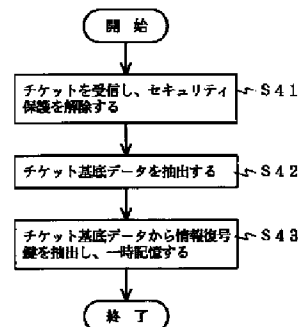 開 始
チケットを受信し、セキュリティ
保護を解除する
S41
チケット基底データを抽出する
S42
チケット基底データから情報復号
鍵を抽出し、一時記憶する
S43
終 了